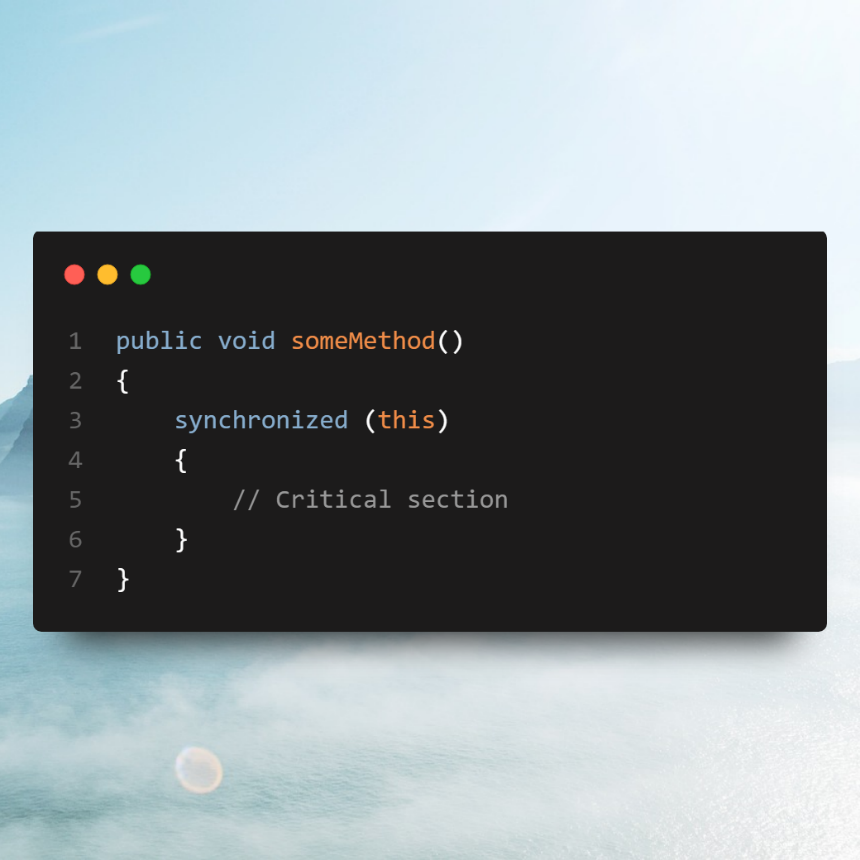 1 public void someMethod()
2 {
3     synchronized (this)
4     {
5         // Critical section
6     }
7 }